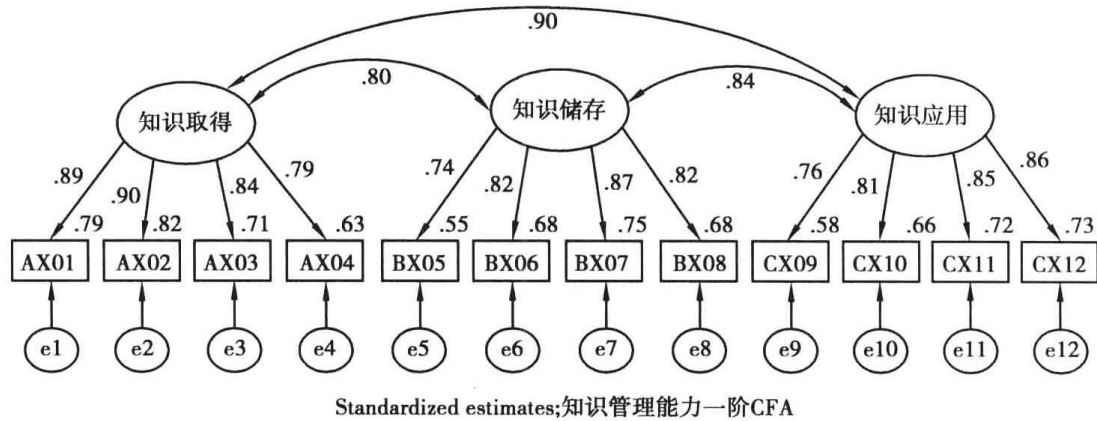 .90
.80
.84
知识取得
知识储存
知识应用
.89
.90
.84
.79
.74
.82
.87
.82
.76
.81
.85
.86
.79
.82
.71
.63
.55
.68
.75
.68
.58
.66
.72
.73
AX01
AX02
AX03
AX04
BX05
BX06
BX07
BX08
CX09
CX10
CX11
CX12
e1
e2
e3
e4
e5
e6
e7
e8
e9
e10
e11
e12
Standardized estimates;知识管理能力一阶CFA